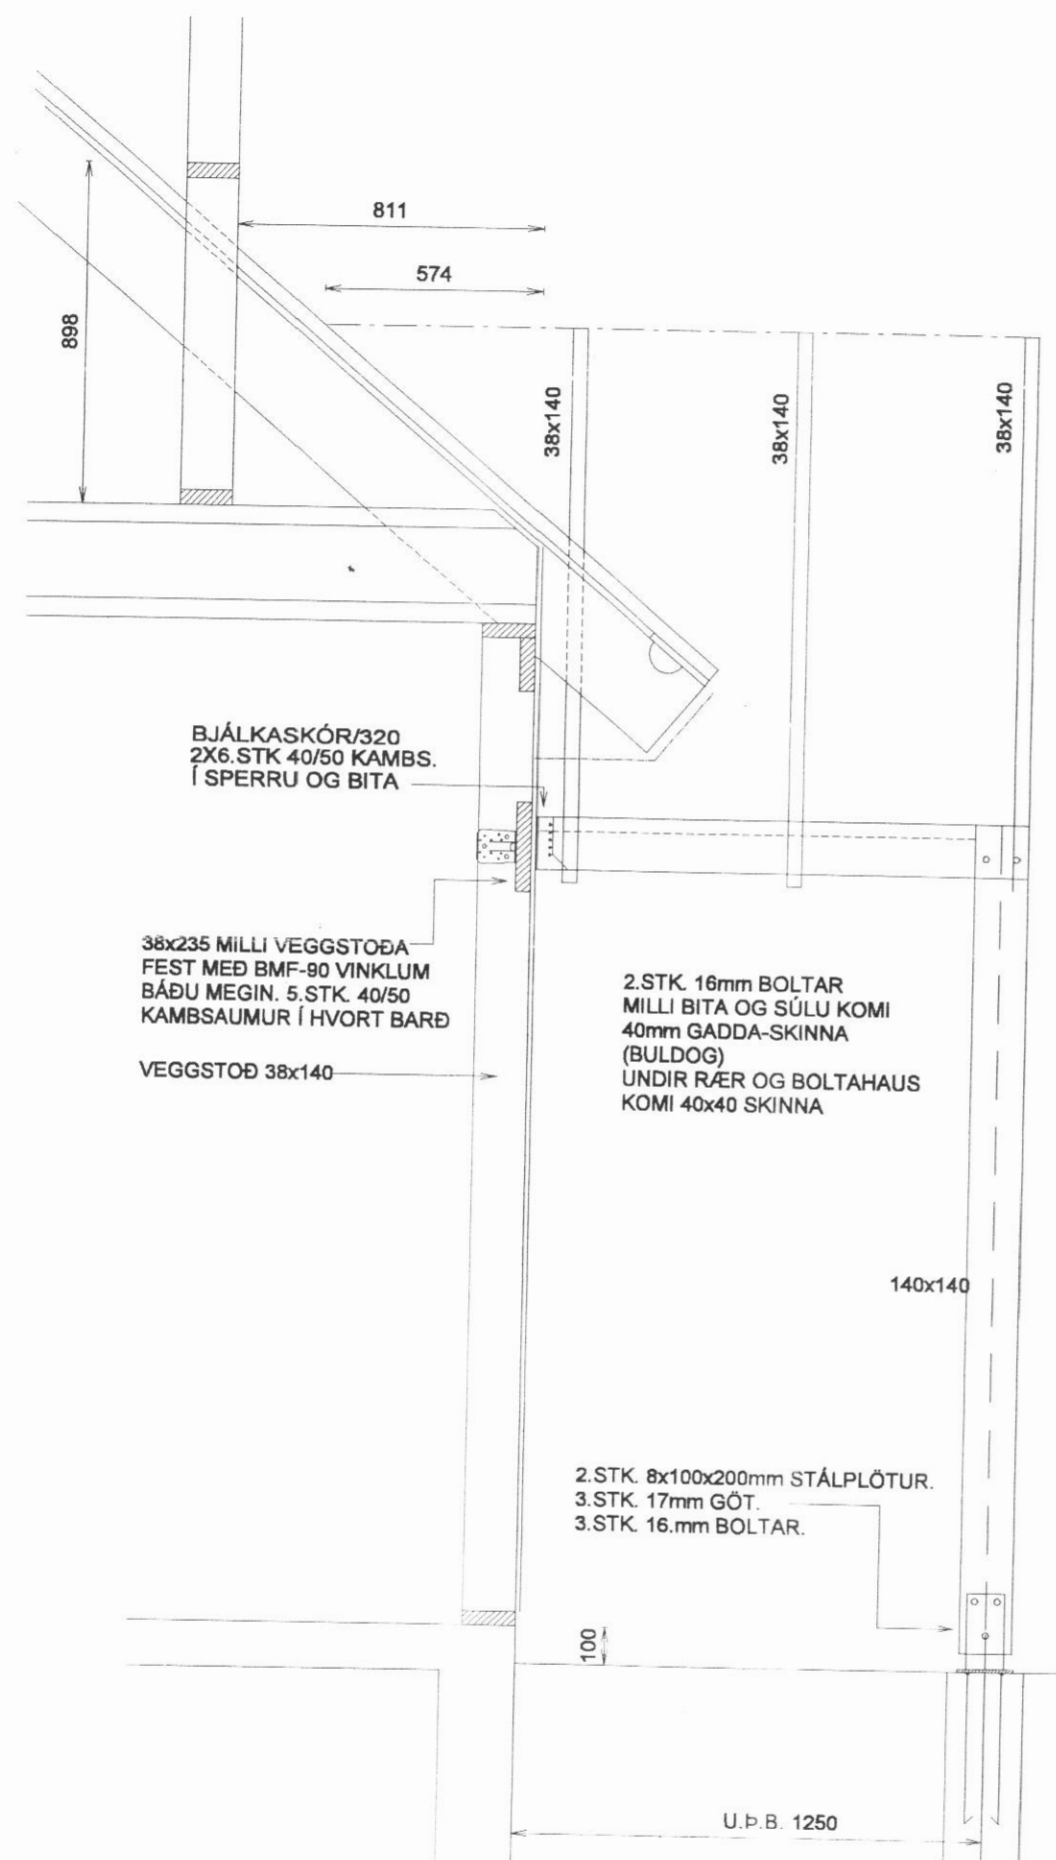 811
574
898
38x140
38x140
38x140
BJÁLKASKÓR/320
2X6.STK 40/50 KAMBS.
Í SPERRU OG BITA
38x235 MILLI VEGGSTOÐA
FEST MEÐ BMF-90 VINKLUM
BÁÐU MEGIN. 5.STK. 40/50
KAMBSAUMUR Í HVORT BARÐ
VEGGSTOÐ 38x140
2.STK. 16mm BOLTAR
MILLI BITA OG SÚLU KOMI
40mm GADDA-SKINNA
(BULDOG)
UNDIR RÆR OG BOLTAHAUS
KOMI 40x40 SKINNA
140x140
2.STK. 8x100x200mm STÁLPLÖTUR.
3.STK. 17mm GÖT.
3.STK. 16.mm BOLTAR.
100
U.Þ.B. 1250